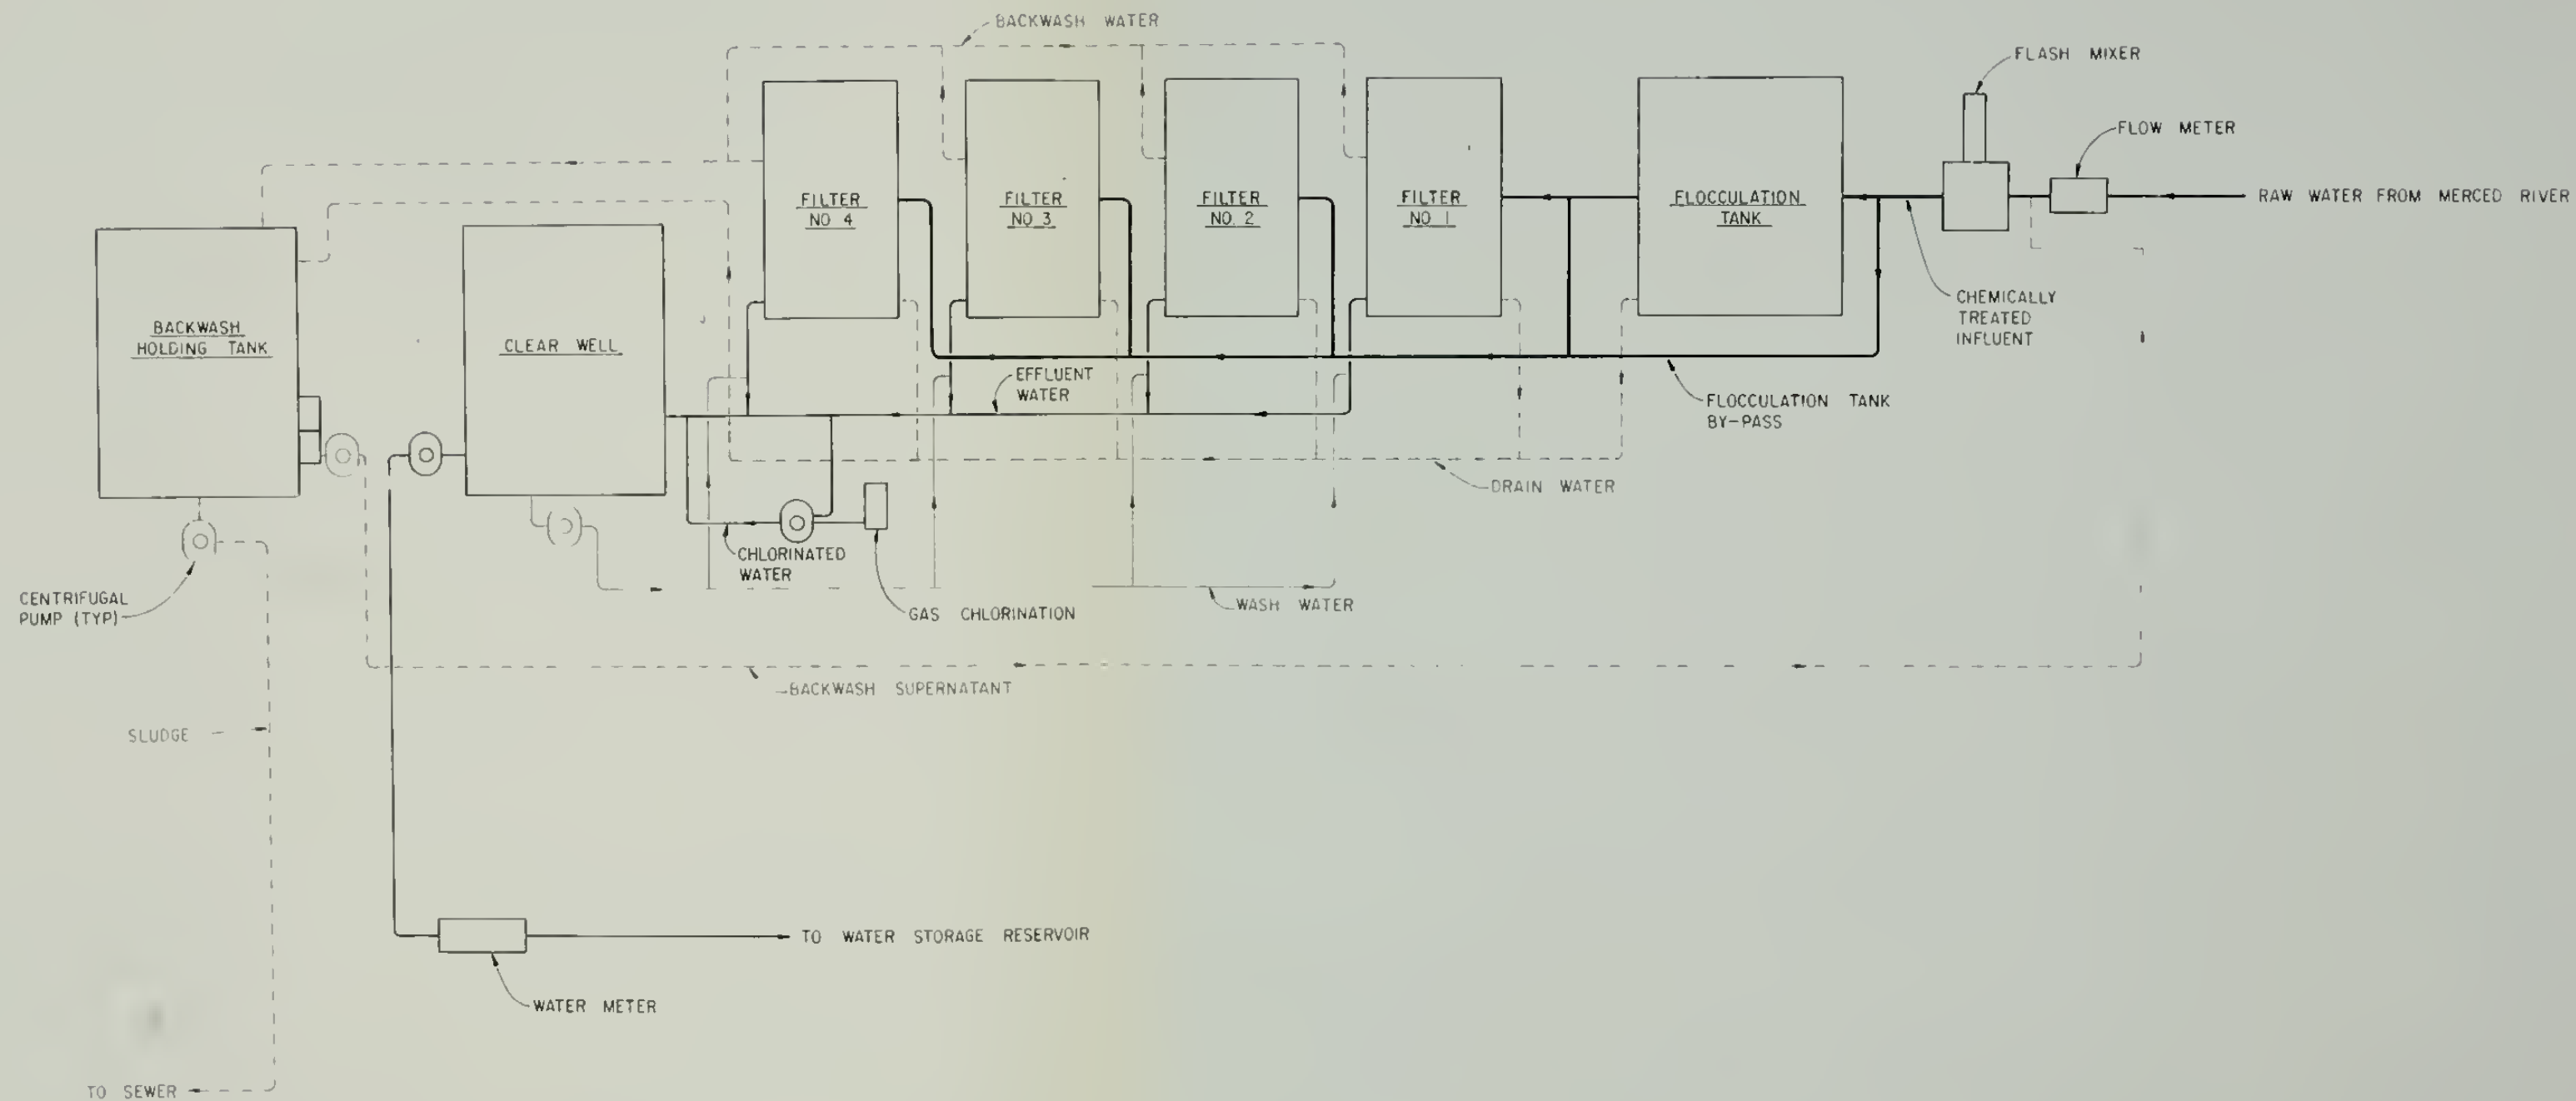 BACKWASH WATER
FLASH MIXER
FLOW METER
RAW WATER FROM MERCED RIVER
FILTER
NO 4
FILTER
NO 3
FILTER
NO. 2
FILTER
NO. 1
FLOCCULATION
TANK
CHEMICALLY
TREATED
INFLUENT
BACKWASH
HOLDING TANK
CLEAR WELL
EFFLUENT
WATER
FLOCCULATION TANK
BY-PASS
DRAIN WATER
CHLORINATED
WATER
CENTRIFUGAL
PUMP (TYP)
GAS CHLORINATION
WASH WATER
BACKWASH SUPERNATANT
SLUDGE
TO WATER STORAGE RESERVOIR
WATER METER
TO SEWER